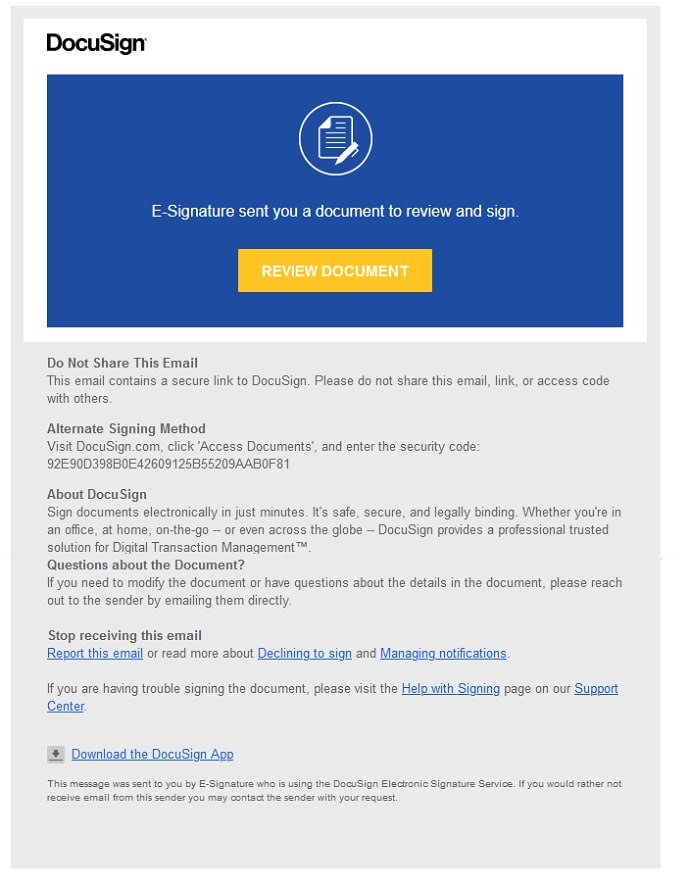 DocuSign
E-Signature sent you a document to review and sign.
REVIEW DOCUMENT
Do Not Share This Email
This email contains a secure link to DocuSign. Please do not share this email, link, or access code
with others.
Alternate Signing Method
Visit DocuSign.com, click 'Access Documents', and enter the security code:
92E90D398B0E42609125B55209AAB0F81
About DocuSign
Sign documents electronically in just minutes. It's safe, secure, and legally binding. Whether you're in
an office, at home, on-the-go -- or even across the globe -- DocuSign provides a professional trusted
solution for Digital Transaction Management™.
Questions about the Document?
If you need to modify the document or have questions about the details in the document, please reach
out to the sender by emailing them directly.
Stop receiving this email
Report this email or read more about Declining to sign and Managing notifications.
If you are having trouble signing the document, please visit the Help with Signing page on our Support
Center.
Download the DocuSign App
This message was sent to you by E-Signature who is using the DocuSign Electronic Signature Service. If you would rather not
receive email from this sender you may contact the sender with your request.